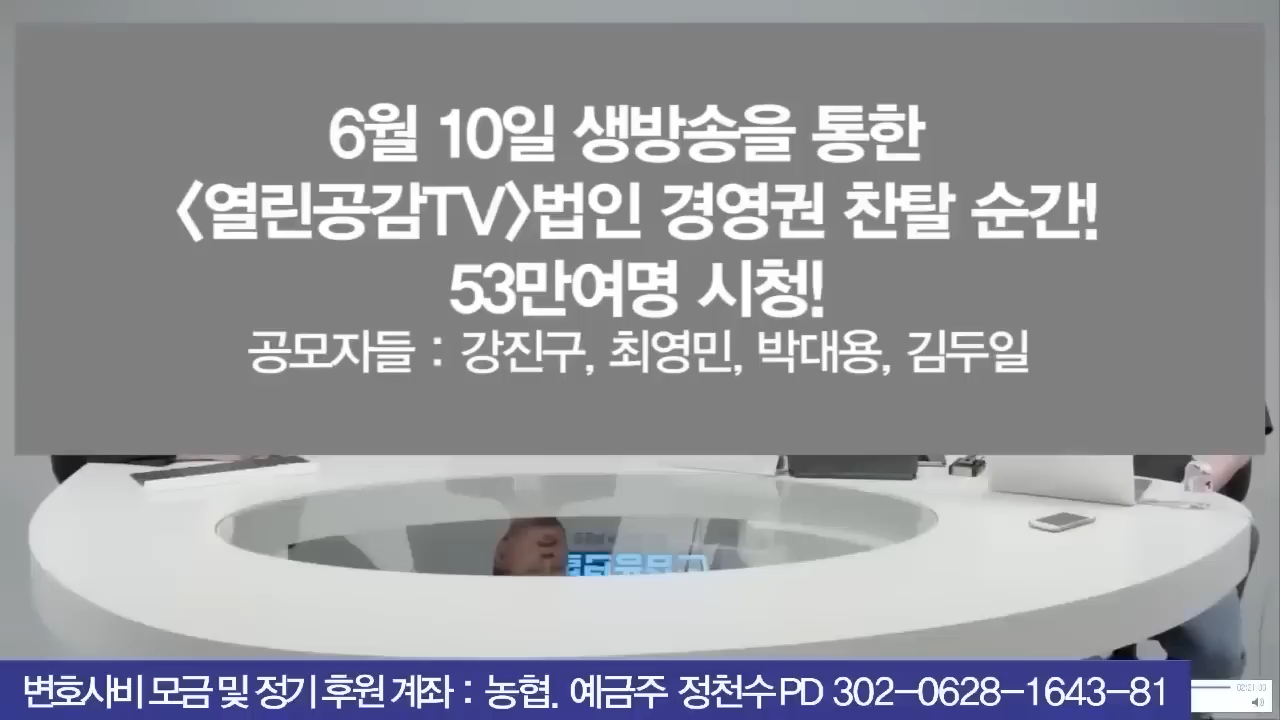 6월 10일 생방송을 통한
<열린공감TV>법인 경영권 찬탈 순간!
53만여명 시청!
공모자들 : 강진구, 최영민, 박대용, 김두일
변호사비 모금 및 정기 후원 계좌 : 농협. 예금주 정천수PD 302-0628-1643-81